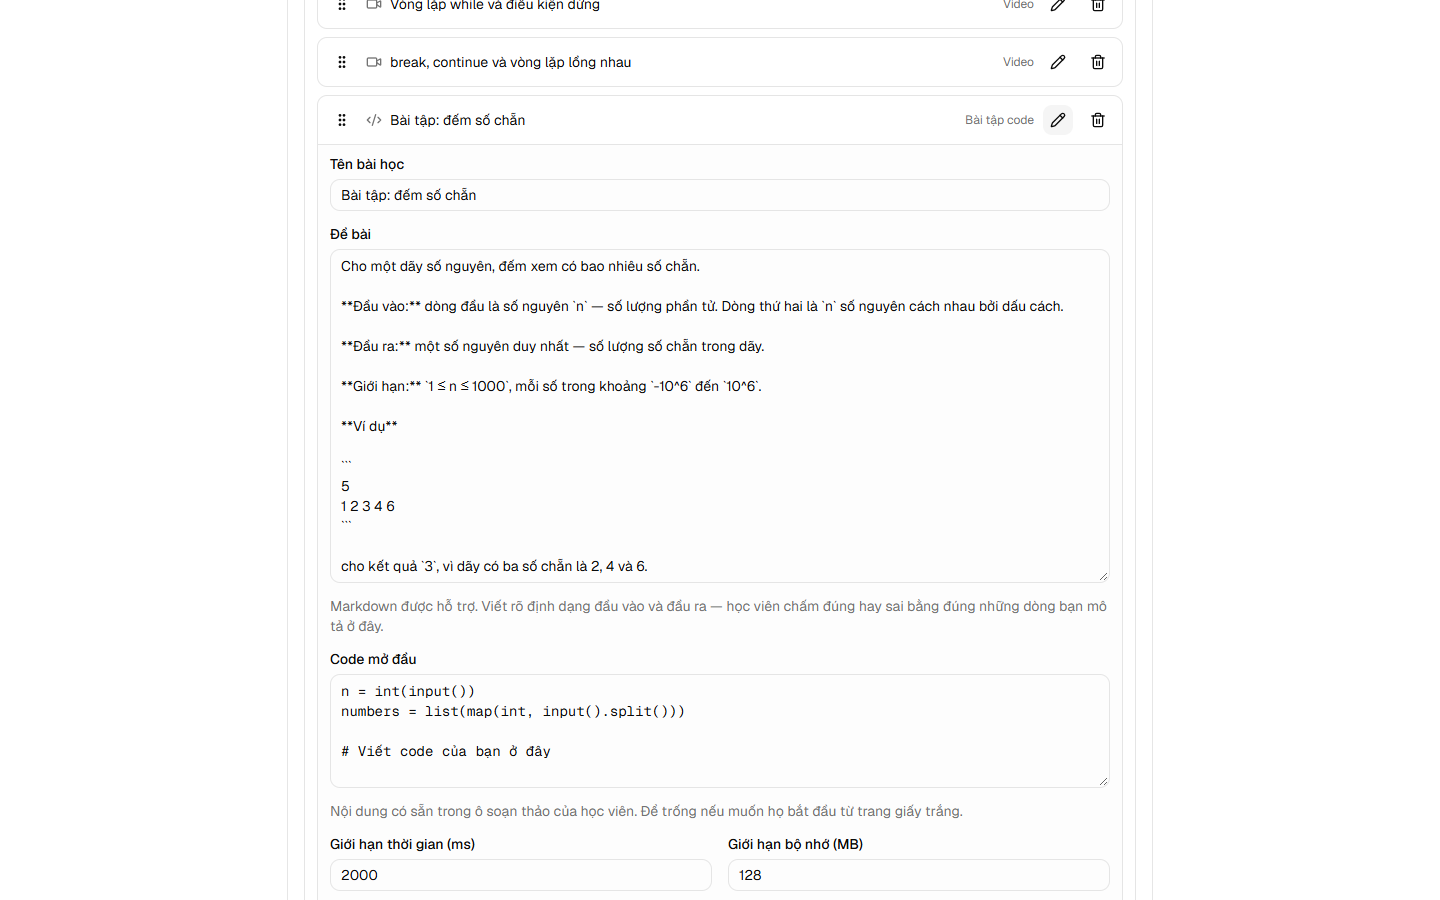 Vòng lặp while và điều kiện dừng
Video
break, continue và vòng lặp lồng nhau
Video
Bài tập: đếm số chẵn
Bài tập code
Tên bài học
Bài tập: đếm số chẵn
Đề bài
Cho một dãy số nguyên, đếm xem có bao nhiêu số chẵn.
**Đầu vào:** dòng đầu là số nguyên `n` — số lượng phần tử. Dòng thứ hai là `n` số nguyên cách nhau bởi dấu cách.
**Đầu ra:** một số nguyên duy nhất — số lượng số chẵn trong dãy.
**Giới hạn:** `1 ≤ n ≤ 1000`, mỗi số trong khoảng `-10^6` đến `10^6`.
**Ví dụ**
```
5
1 2 3 4 6
```
cho kết quả `3`, vì dãy có ba số chẵn là 2, 4 và 6.
Markdown được hỗ trợ. Viết rõ định dạng đầu vào và đầu ra — học viên chấm đúng hay sai bằng đúng những dòng bạn mô
tả ở đây.
Code mở đầu
n = int(input())
numbers = list(map(int, input().split()))
# Viết code của bạn ở đây
Nội dung có sẵn trong ô soạn thảo của học viên. Để trống nếu muốn họ bắt đầu từ trang giấy trắng.
Giới hạn thời gian (ms)
Giới hạn bộ nhớ (MB)
2000
128